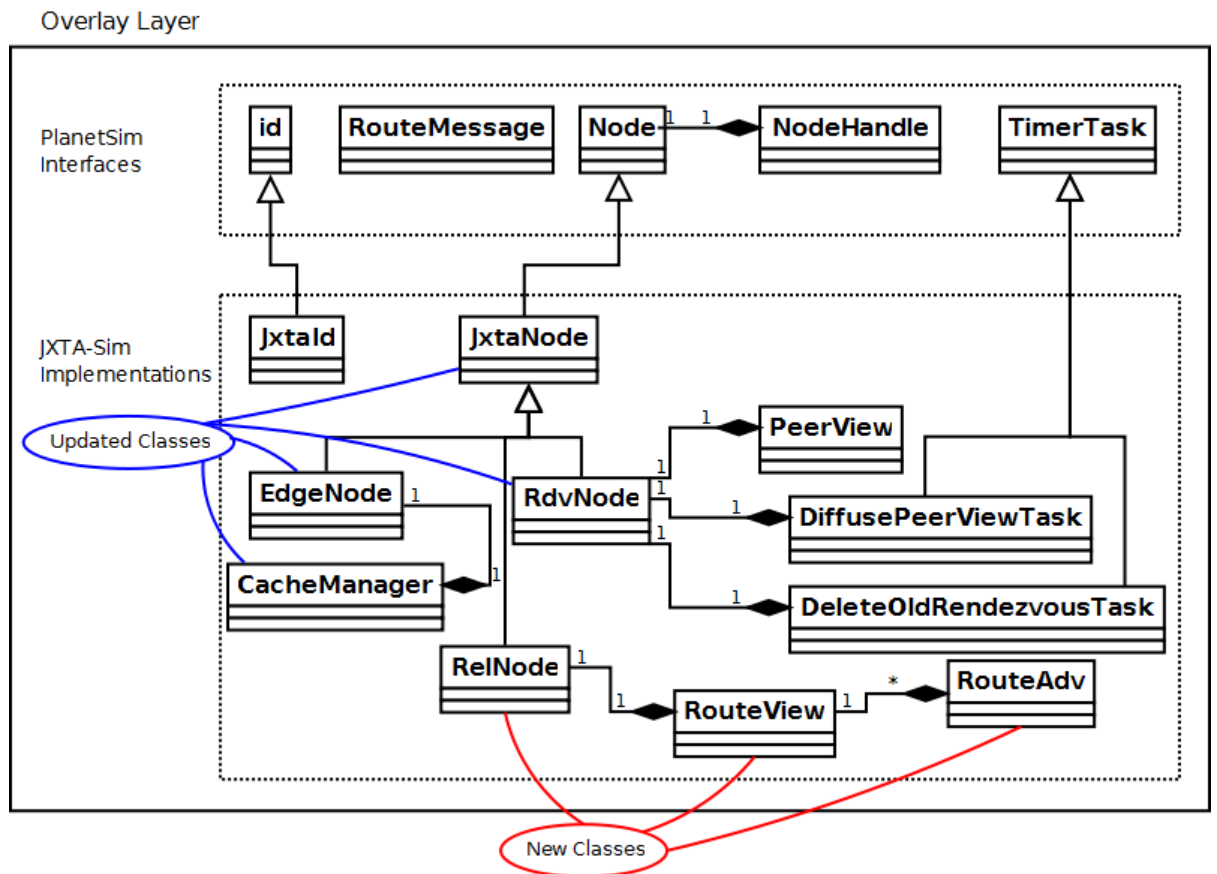 Overlay Layer
PlanetSim
Interfaces
id
RouteMessage
Node
1
1
NodeHandle
TimerTask
JXTA-Sim
Implementations
JxtaId
JxtaNode
Updated Classes
EdgeNode
1
CacheManager
1
RdvNode
1
1
PeerView
1
1
DiffusePeerViewTask
1
1
DeleteOldRendezvousTask
RelNode
1
1
RouteView
1
*
RouteAdv
New Classes